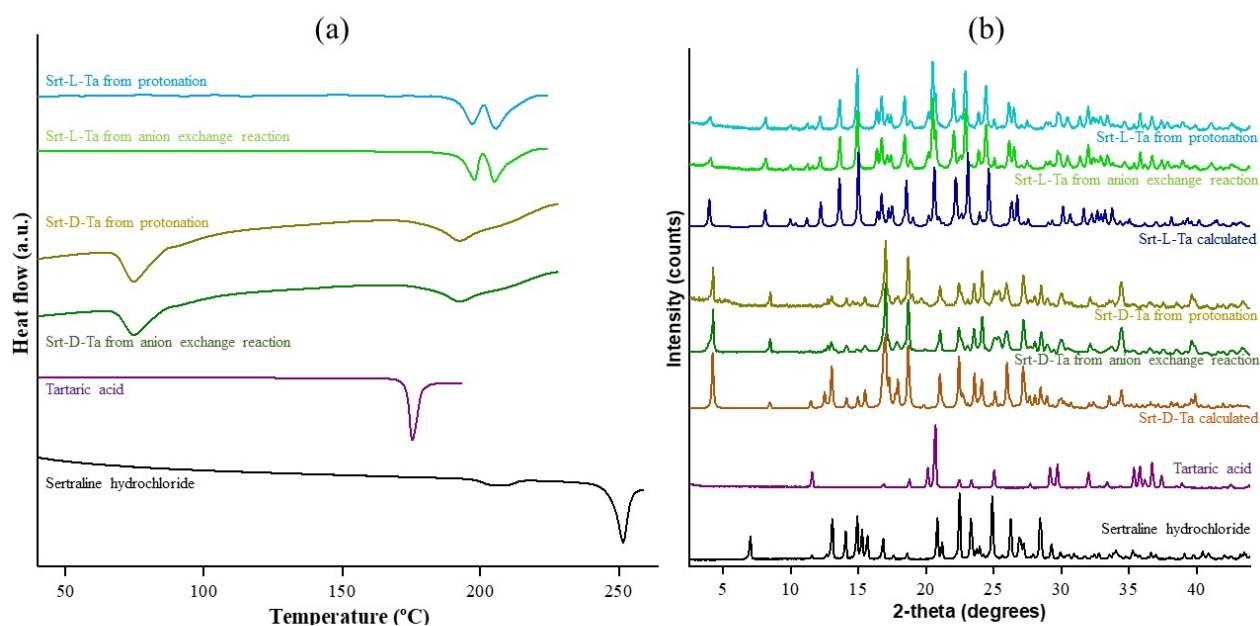 (a)
Srt-L-Ta from protonation
Srt-L-Ta from anion exchange reaction
Srt-D-Ta from protonation
Srt-D-Ta from anion exchange reaction
Tartaric acid
Sertraline hydrochloride
Heat flow (a.u.)
50 100 150 200 250
Temperature (ºC)
(b)
Srt-L-Ta from protonation
Srt-L-Ta from anion exchange reaction
Srt-L-Ta calculated
Srt-D-Ta from protonation
Srt-D-Ta from anion exchange reaction
Srt-D-Ta calculated
Tartaric acid
Sertraline hydrochloride
Intensity (counts)
5 10 15 20 25 30 35 40
2-theta (degrees)